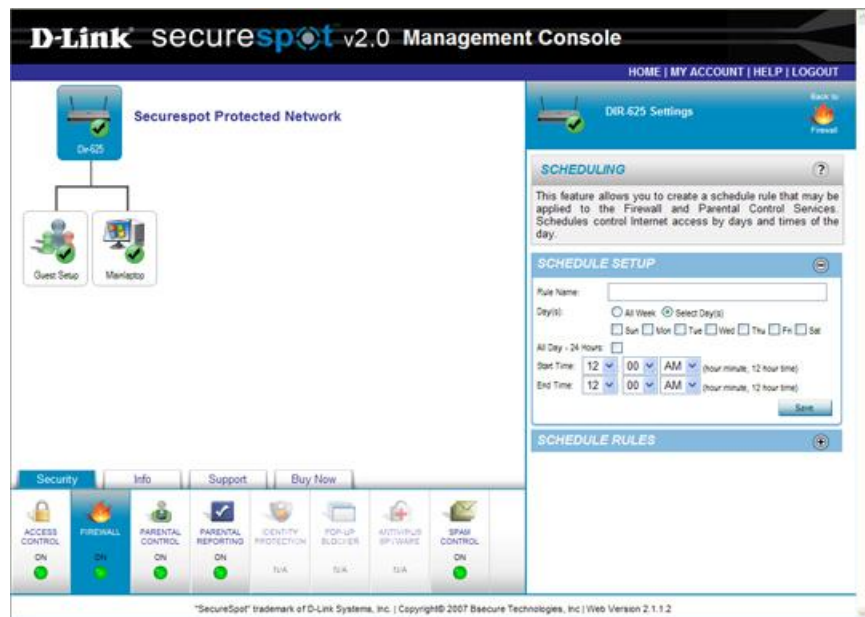 D-Link securespot v2.0 Management Console
HOME | MY ACCOUNT | HELP | LOGOUT
Dir-625
Securespot Protected Network
Guest Setup
Mainlaptop
DIR-625 Settings
Back to
Firewall
SCHEDULING ?
This feature allows you to create a schedule rule that may be
applied to the Firewall and Parental Control Services.
Schedules control Internet access by days and times of the
day.
SCHEDULE SETUP
Rule Name:
Day(s): All Week Select Day(s)
Sun Mon Tue Wed Thu Fri Sat
All Day - 24 Hours:
Start Time: 12 00 AM (hour minute, 12 hour time)
End Time: 12 00 AM (hour minute, 12 hour time)
Save
SCHEDULE RULES
Security Info Support Buy Now
ACCESS CONTROL
ON
FIREWALL
ON
PARENTAL CONTROL
ON
PARENTAL REPORTING
ON
IDENTITY PROTECTION
N/A
POP-UP BLOCKER
N/A
ANTIVIRUS SPYWARE
N/A
SPAM CONTROL
ON
"SecureSpot" trademark of D-Link Systems, Inc. | Copyright© 2007 Bsecure Technologies, Inc | Web Version 2.1.1.2